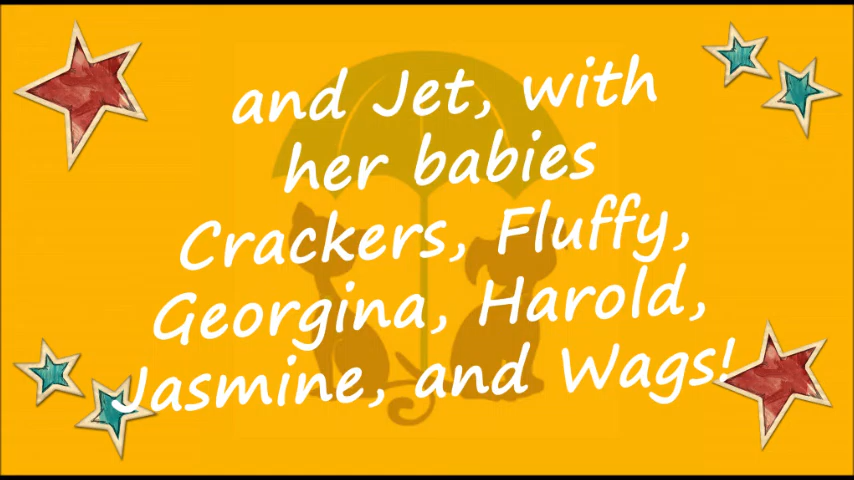 and Jet, with
her babies
Crackers, Fluffy,
Georgina, Harold,
Jasmine, and Wags!